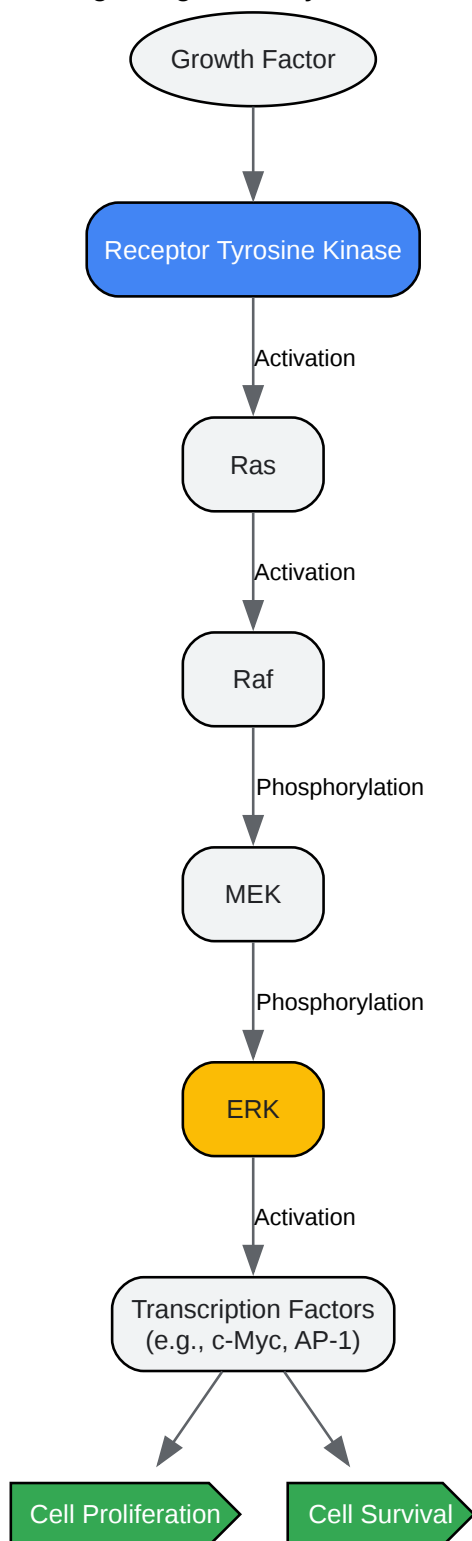 Growth Factor
Receptor Tyrosine Kinase
Activation
Ras
Activation
Raf
Phosphorylation
MEK
Phosphorylation
ERK
Activation
Transcription Factors
(e.g., c-Myc, AP-1)
Cell Proliferation
Cell Survival